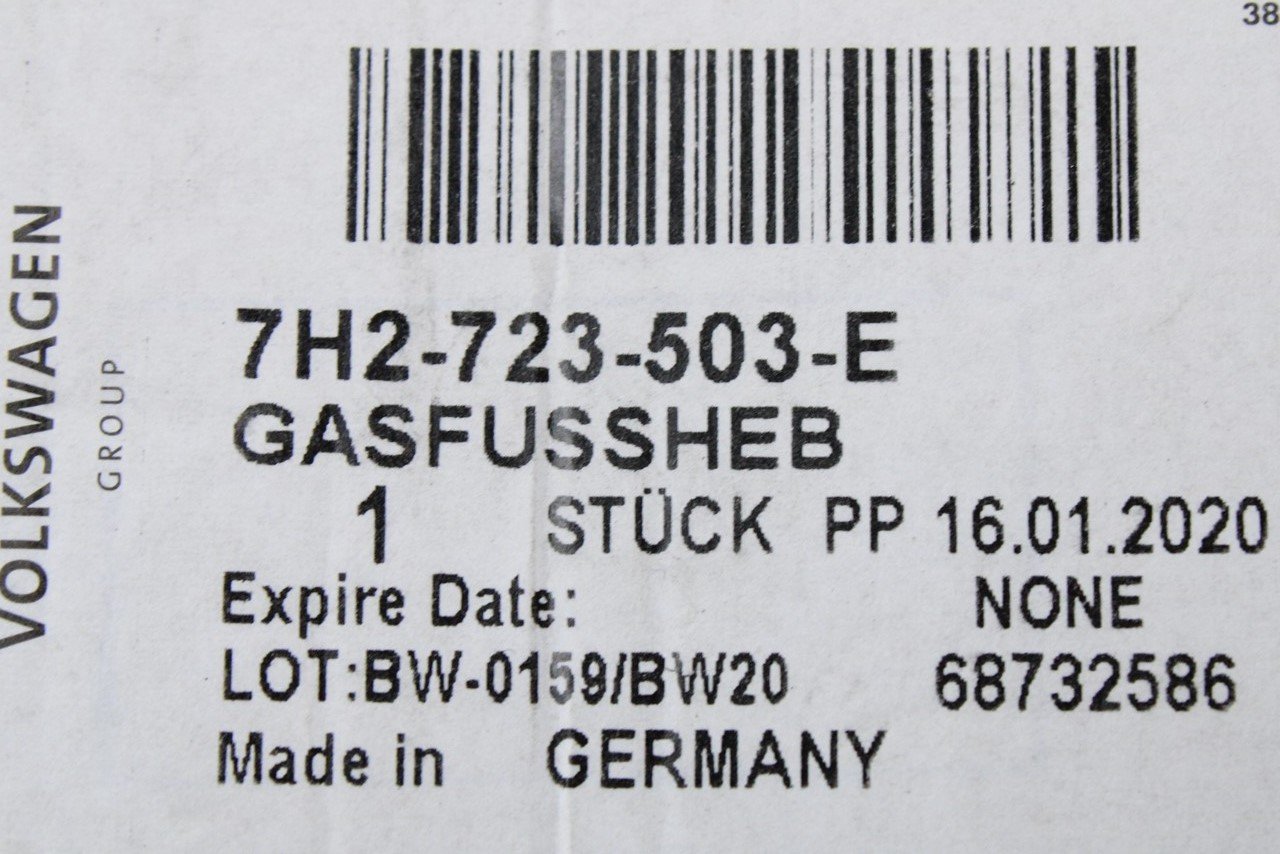 38
VOLKSWAGEN
GROUP
7H2-723-503-E
GASFUSSHEB
1 STÜCK PP 16.01.2020
Expire Date: NONE
LOT:BW-0159/BW20 68732586
Made in GERMANY